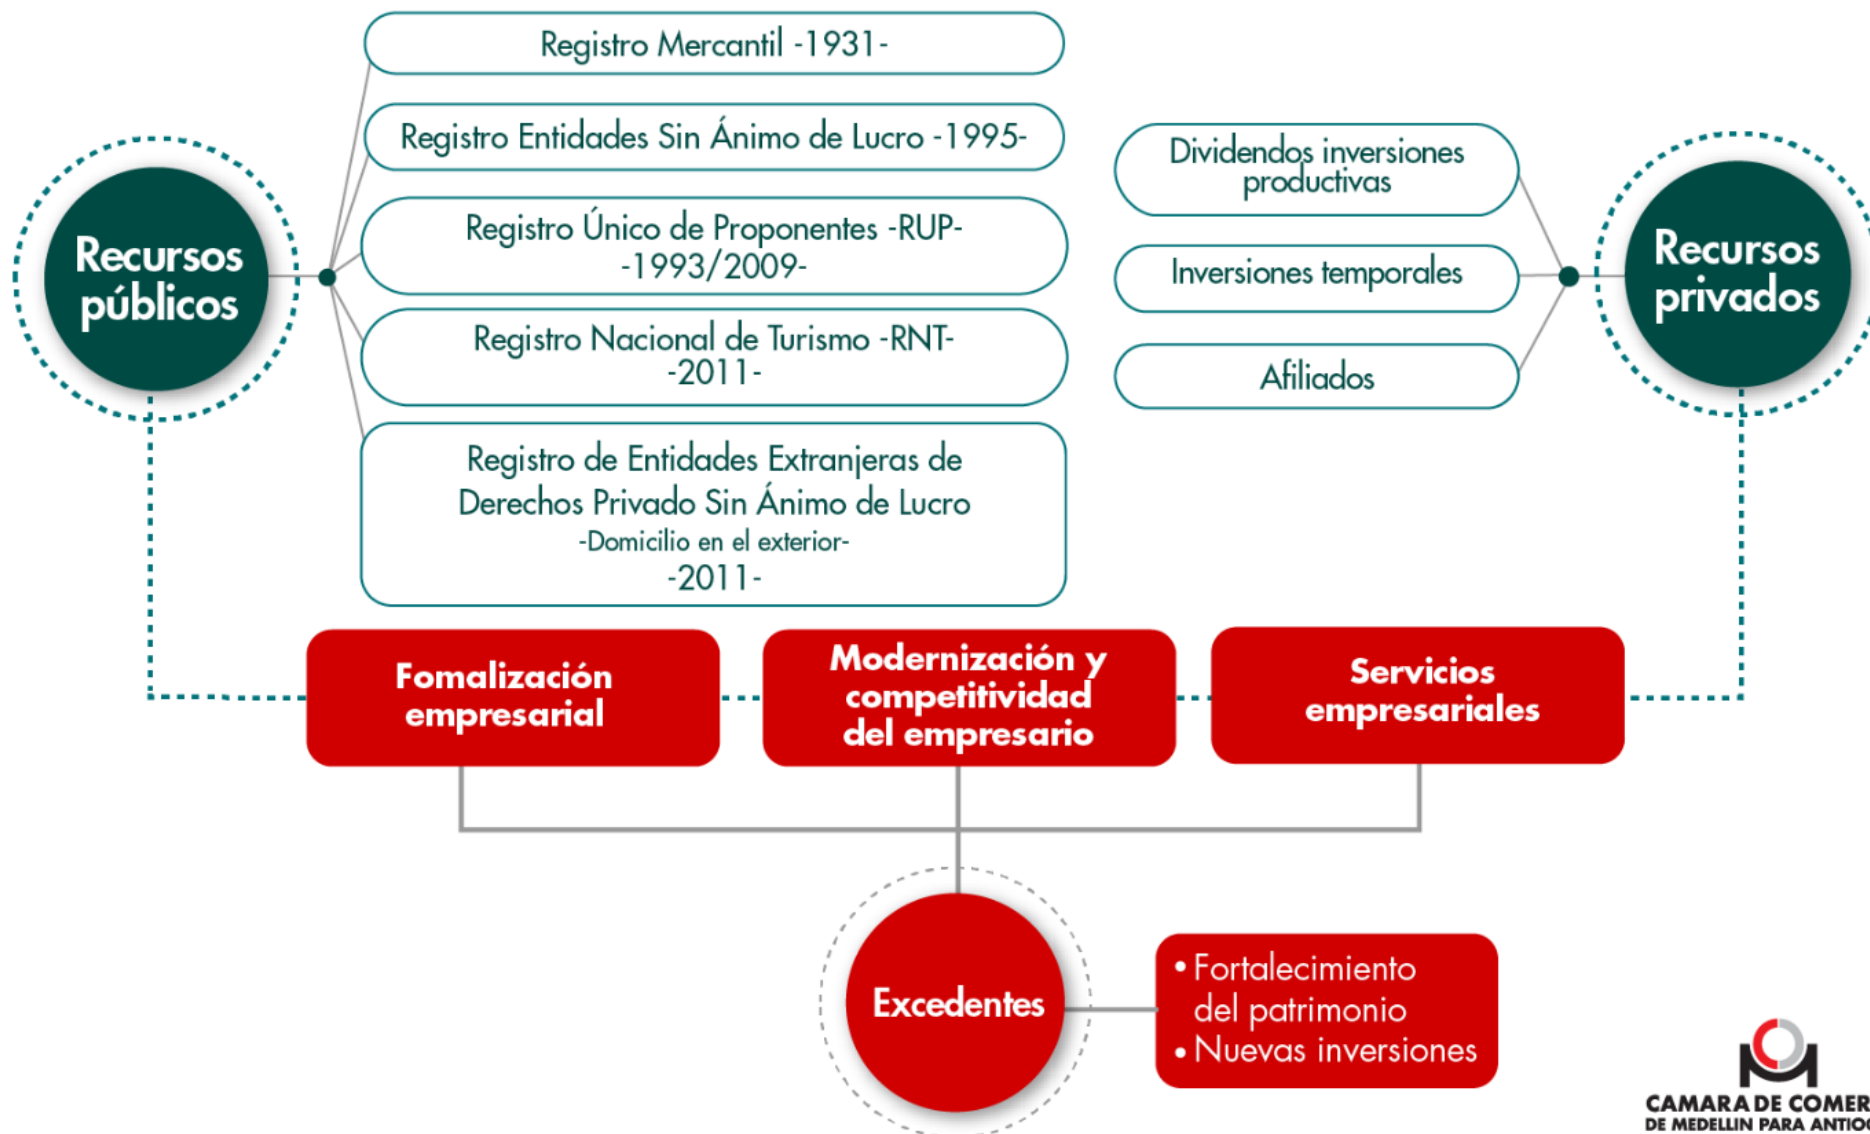 Registro Mercantil -1931-
Registro Entidades Sin Ánimo de Lucro -1995-
Registro Único de Proponentes -RUP-
-1993/2009-
Registro Nacional de Turismo -RNT-
-2011-
Registro de Entidades Extranjeras de
Derechos Privado Sin Ánimo de Lucro
-Domicilio en el exterior-
-2011-
Recursos
públicos
Dividendos inversiones
productivas
Inversiones temporales
Afiliados
Recursos
privados
Fomalización
empresarial
Modernización y
competitividad
del empresario
Servicios
empresariales
Excedentes
• Fortalecimiento
del patrimonio
• Nuevas inversiones
CAMARA DE COMER
DE MEDELLIN PARA ANTIO